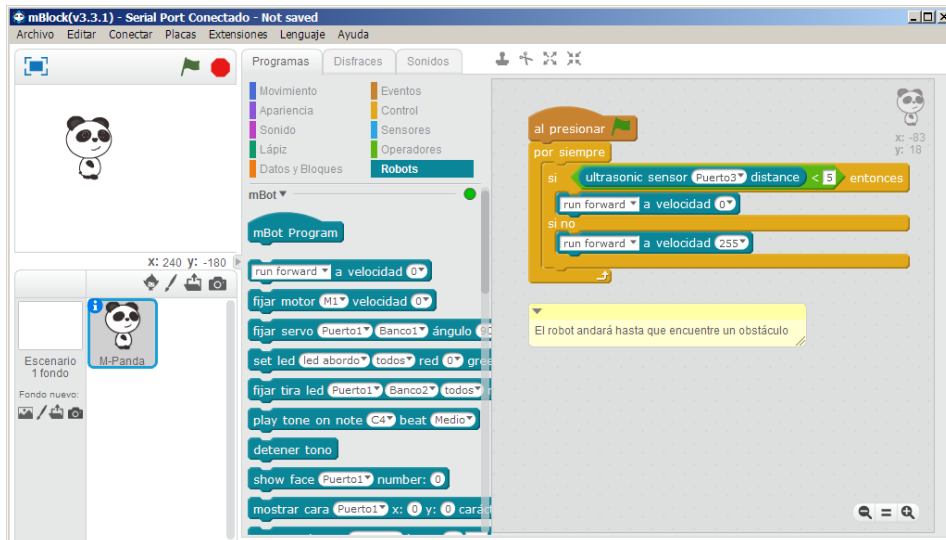 mBlock(v3.3.1) - Serial Port Conectado - Not saved
Archivo Editar Conectar Placas Extensiones Lenguaje Ayuda
X: 240 Y: -180
Escenario
1 fondo
Fondo nuevo:
M-Panda
Programas Disfraces Sonidos
Movimiento Eventos
Apariencia Control
Sonido Sensores
Lápiz Operadores
Datos y Bloques Robots
mBot
mBot Program
run forward a velocidad 0
fijar motor M1 velocidad 0
fijar servo Puerto1 Banco1 ángulo 90
set led led abordo todos red 0 gree
fijar tira led Puerto1 Banco2 todos
play tone on note C4 beat Medio
detener tono
show face Puerto1 number: 0
mostrar cara Puerto1 x: 0 y: 0 carác
al presionar
por siempre
si ultrasonic sensor Puerto3 distance < 5 entonces
run forward a velocidad 0
si no
run forward a velocidad 255
El robot andará hasta que encuentre un obstáculo
x: -83
y: 18